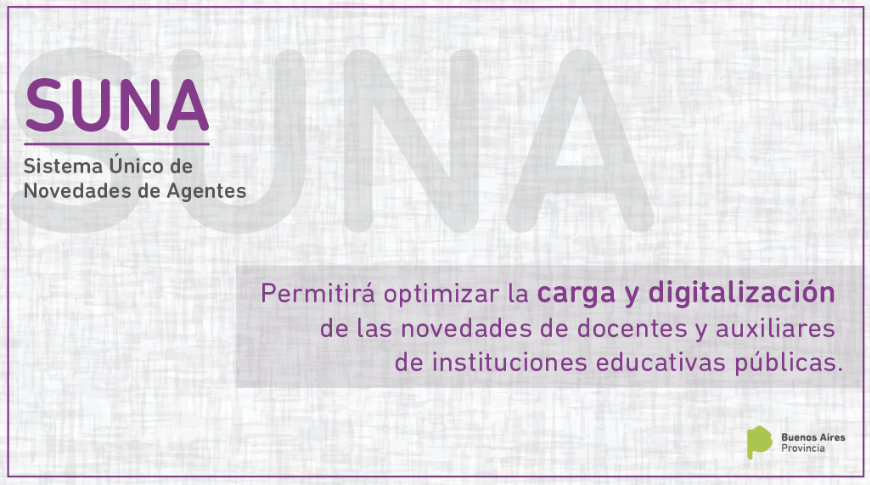 SUNA
SUNA
Sistema Único de
Novedades de Agentes
Permitirá optimizar la carga y digitalización
de las novedades de docentes y auxiliares
de instituciones educativas públicas.
Buenos Aires
Provincia